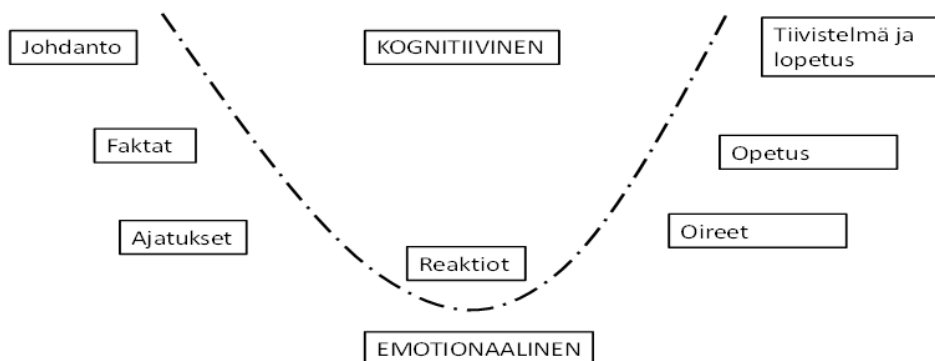 Johdanto
KOGNITIIVINEN
Tiivistelmä ja
lopetus
Faktat
Opetus
Ajatukset
Oireet
Reaktiot
EMOTIONAALINEN